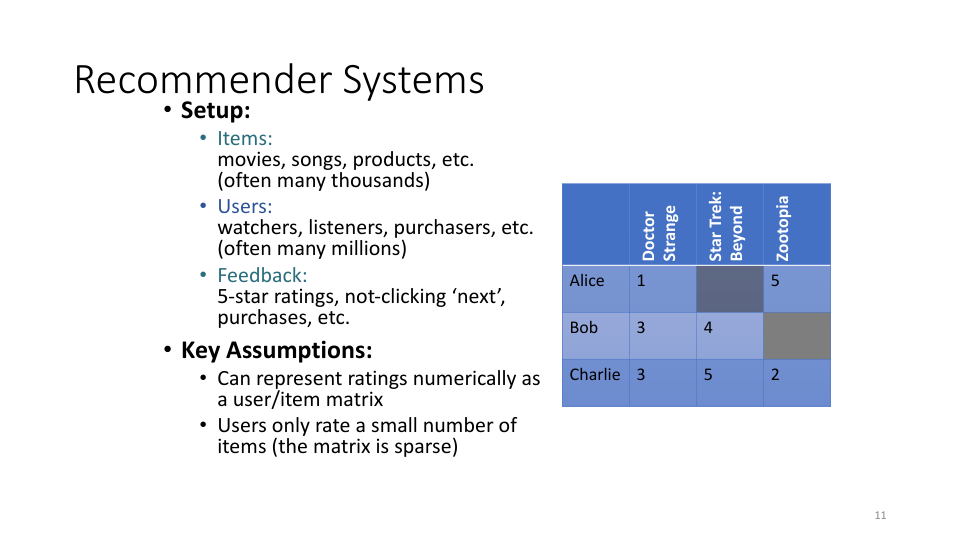 Recommender Systems
• Setup:
• Items:
movies, songs, products, etc.
(often many thousands)
• Users:
watchers, listeners, purchasers, etc.
(often many millions)
• Feedback:
5-star ratings, not-clicking ‘next’,
purchases, etc.
• Key Assumptions:
• Can represent ratings numerically as
a user/item matrix
• Users only rate a small number of
items (the matrix is sparse)
Doctor
Strange
Star Trek:
Beyond
Zootopia
Alice 1 5
Bob 3 4
Charlie 3 5 2
11